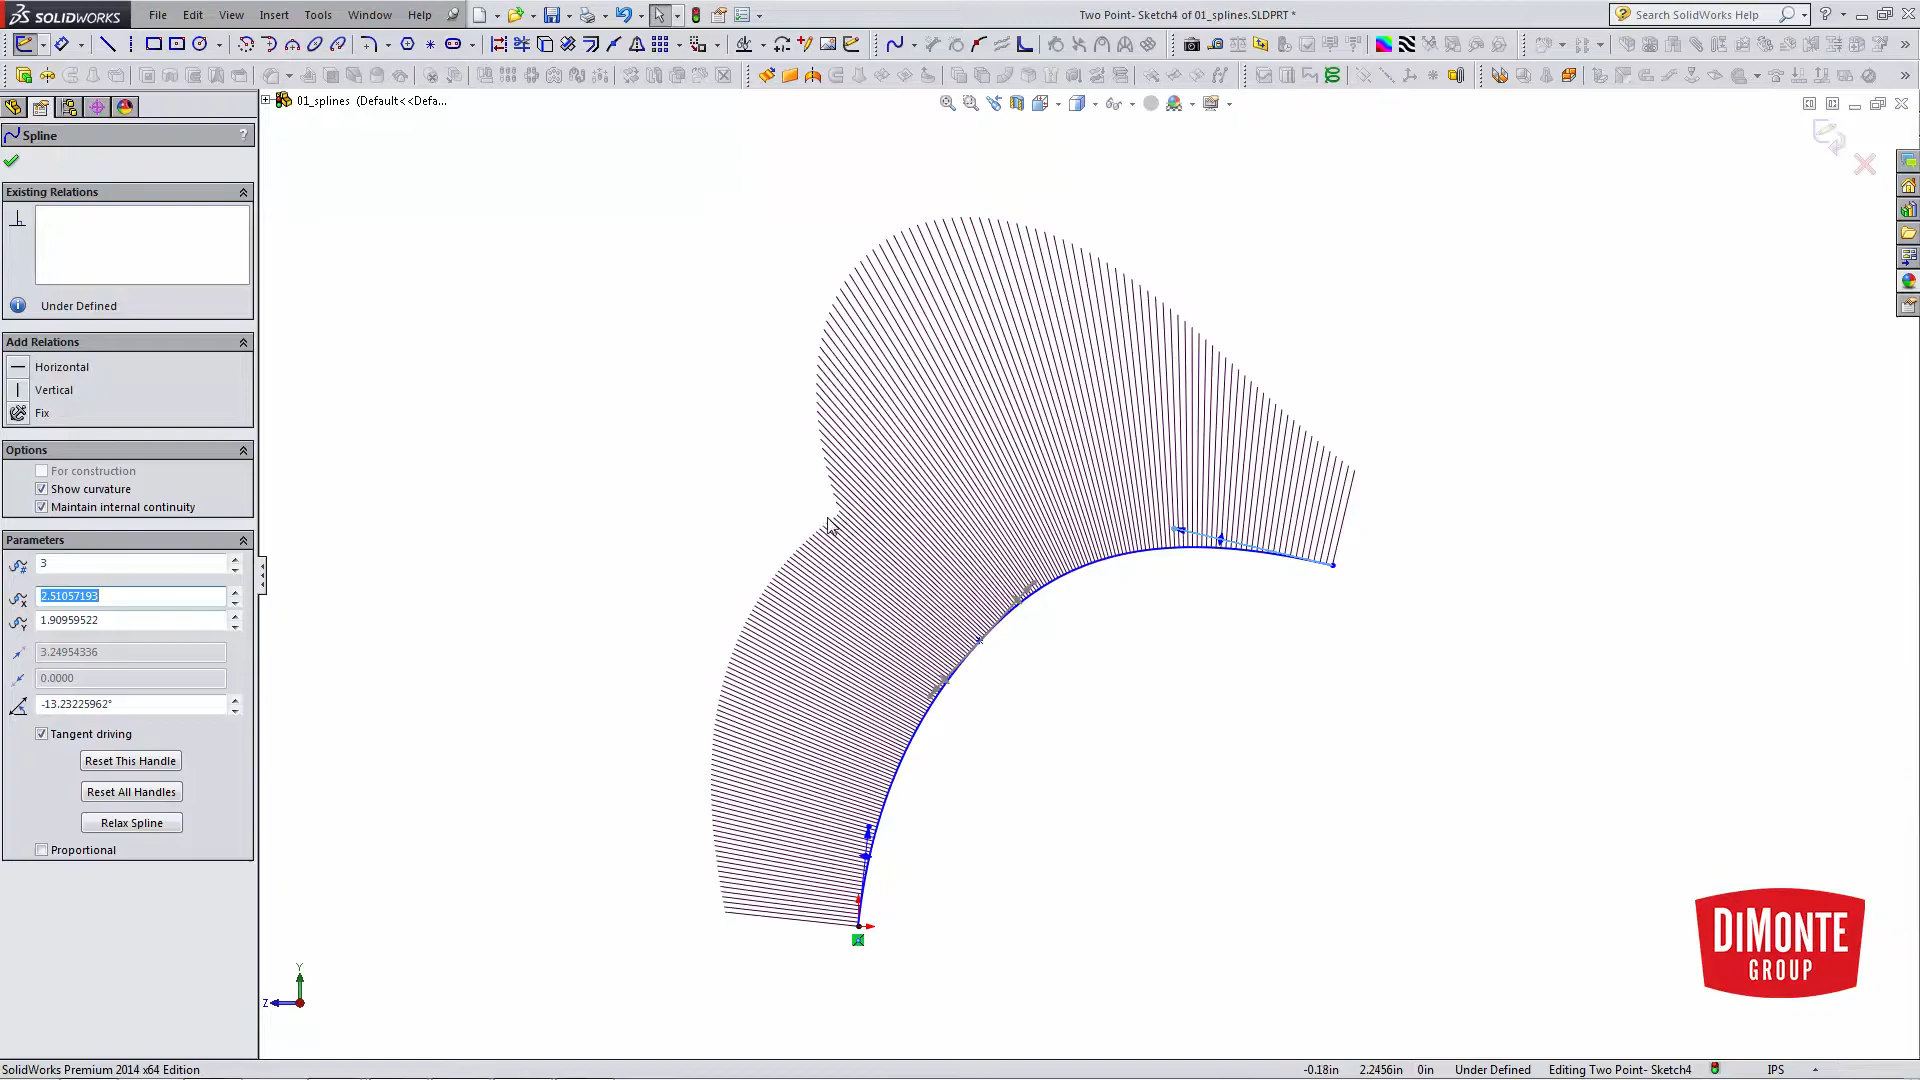 SOLIDWORKS File Edit View Insert Tools Window Help Two Point- Sketch4 of 01_splines.SLDPRT * Search SolidWorks Help
01_splines (Default<<Defa...
Spline ?
Existing Relations
Under Defined
Add Relations
Horizontal
Vertical
Fix
Options
For construction
Show curvature
Maintain internal continuity
Parameters
3
2.51057193
1.90959522
3.24954336
0.0000
-13.23225962°
Tangent driving
Reset This Handle
Reset All Handles
Relax Spline
Proportional
Y
Z
DIMONTE
GROUP
SolidWorks Premium 2014 x64 Edition -0.18in 2.2456in 0in Under Defined Editing Two Point- Sketch4 IPS